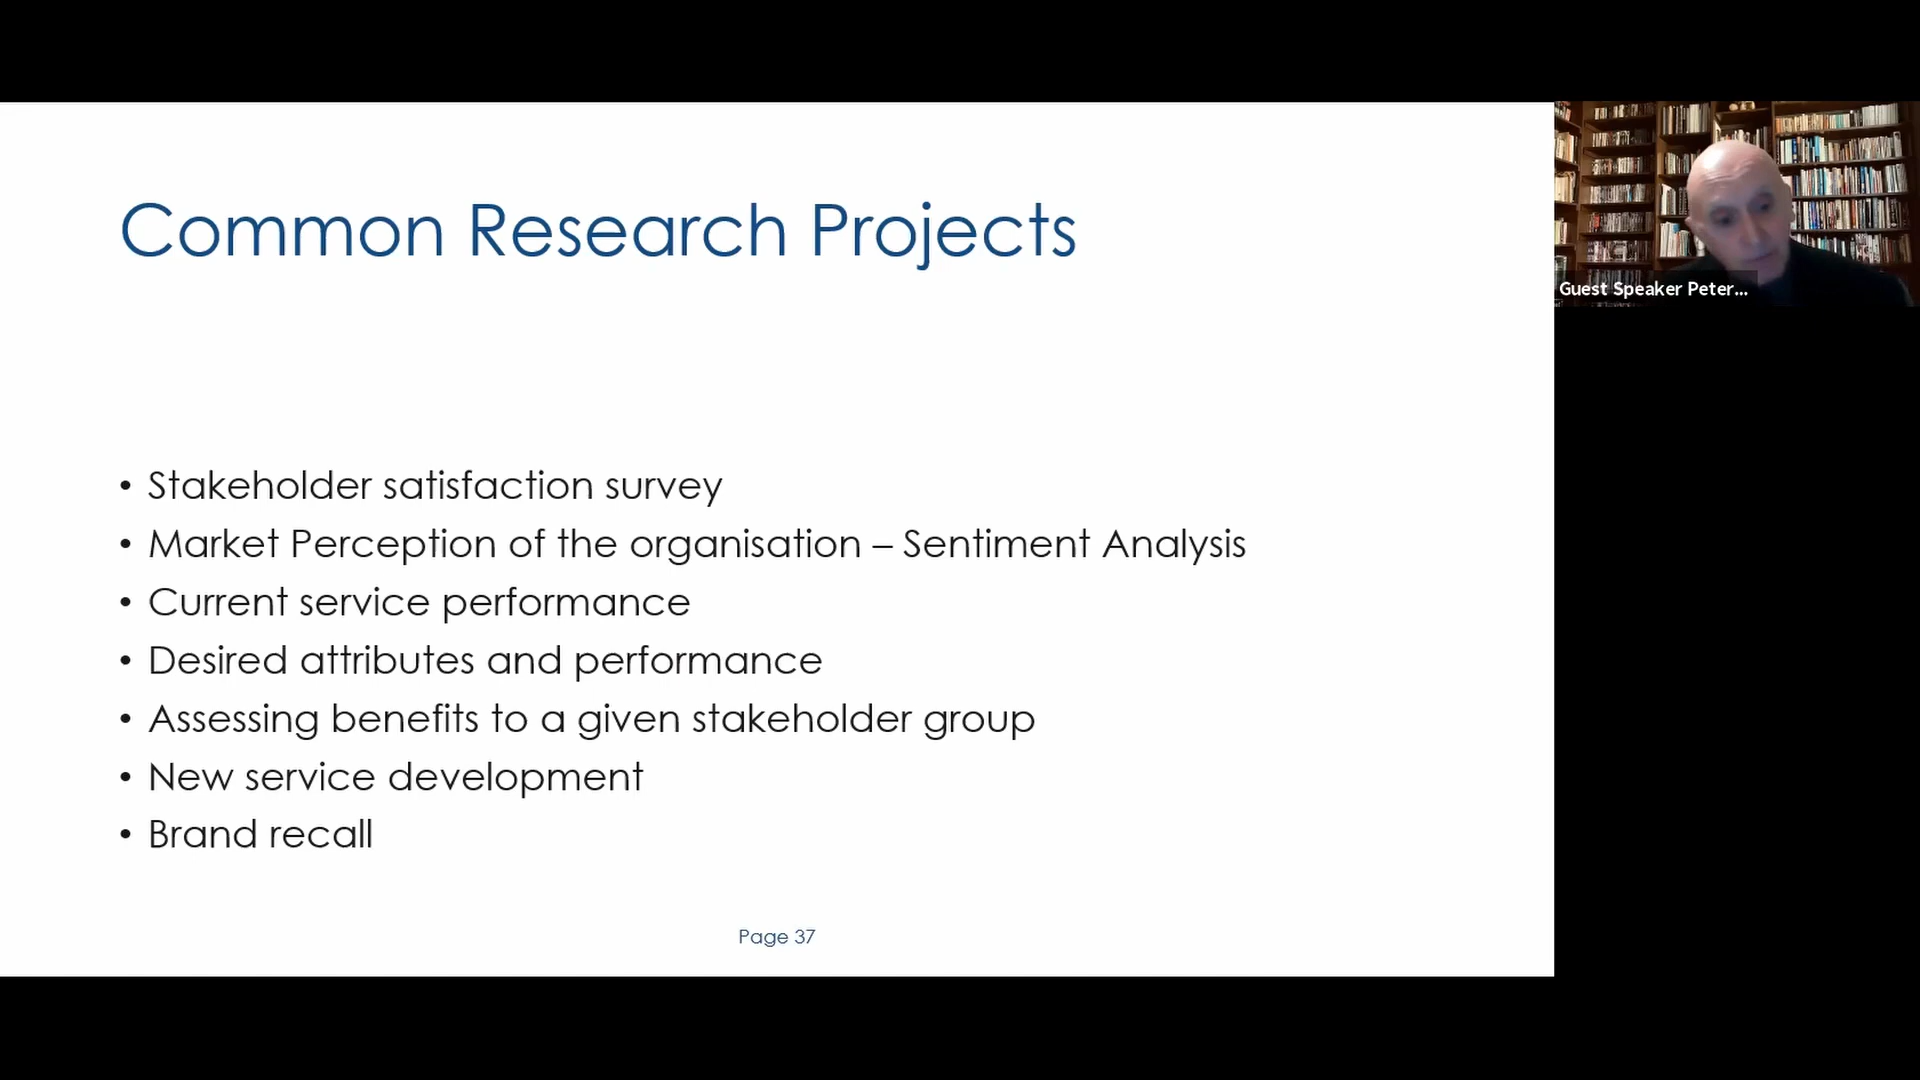 Common Research Projects
• Stakeholder satisfaction survey
• Market Perception of the organisation – Sentiment Analysis
• Current service performance
• Desired attributes and performance
• Assessing benefits to a given stakeholder group
• New service development
• Brand recall
Page 37
Guest Speaker Peter...